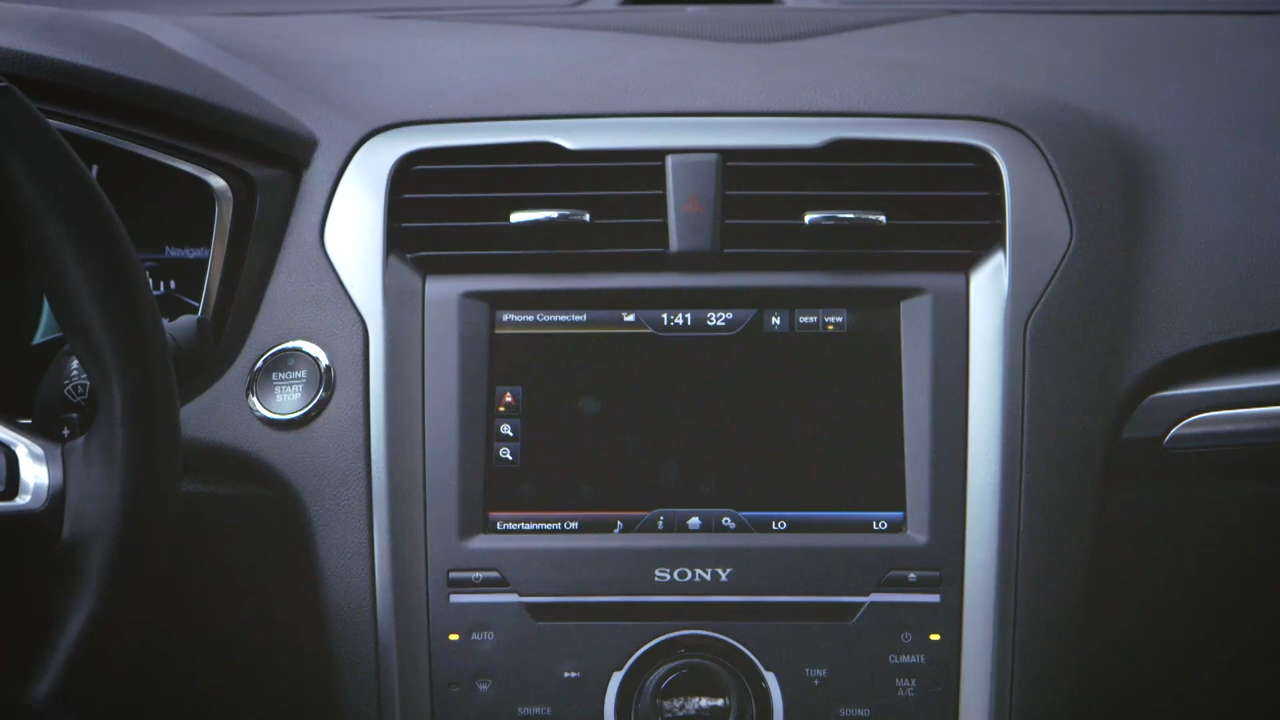 Navigati
iPhone Connected
1:41 32°
N
DEST VIEW
ENGINE
START
STOP
A
Entertainment Off
i
LO
LO
SONY
AUTO
CLIMATE
TUNE
+
MAX
A/C
SOURCE
SOUND